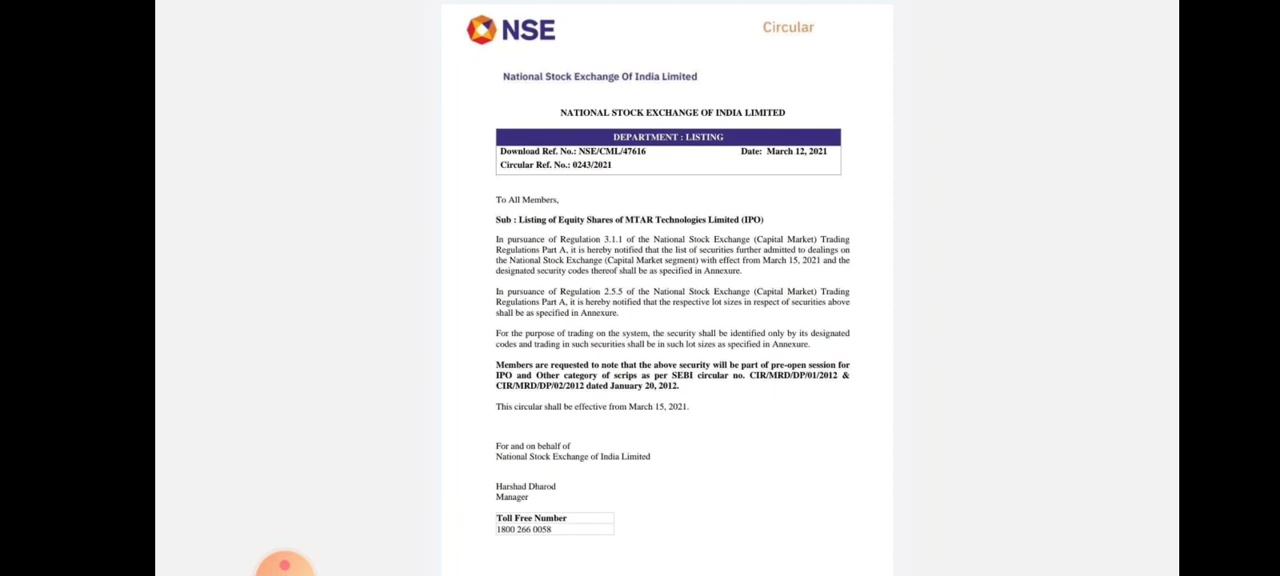 NSE
Circular
National Stock Exchange Of India Limited
NATIONAL STOCK EXCHANGE OF INDIA LIMITED
DEPARTMENT : LISTING
Download Ref. No.: NSE/CML/47616 Date: March 12, 2021
Circular Ref. No.: 0243/2021
To All Members,
Sub : Listing of Equity Shares of MTAR Technologies Limited (IPO)
In pursuance of Regulation 3.1.1 of the National Stock Exchange (Capital Market) Trading
Regulations Part A, it is hereby notified that the list of securities further admitted to dealings on
the National Stock Exchange (Capital Market segment) with effect from March 15, 2021 and the
designated security codes thereof shall be as specified in Annexure.
In pursuance of Regulation 2.5.5 of the National Stock Exchange (Capital Market) Trading
Regulations Part A, it is hereby notified that the respective lot sizes in respect of securities above
shall be as specified in Annexure.
For the purpose of trading on the system, the security shall be identified only by its designated
codes and trading in such securities shall be in such lot sizes as specified in Annexure.
Members are requested to note that the above security will be part of pre-open session for
IPO and Other category of scrips as per SEBI circular no. CIR/MRD/DP/01/2012 &
CIR/MRD/DP/02/2012 dated January 20, 2012.
This circular shall be effective from March 15, 2021.
For and on behalf of
National Stock Exchange of India Limited
Harshad Dharod
Manager
Toll Free Number
1800 266 0058